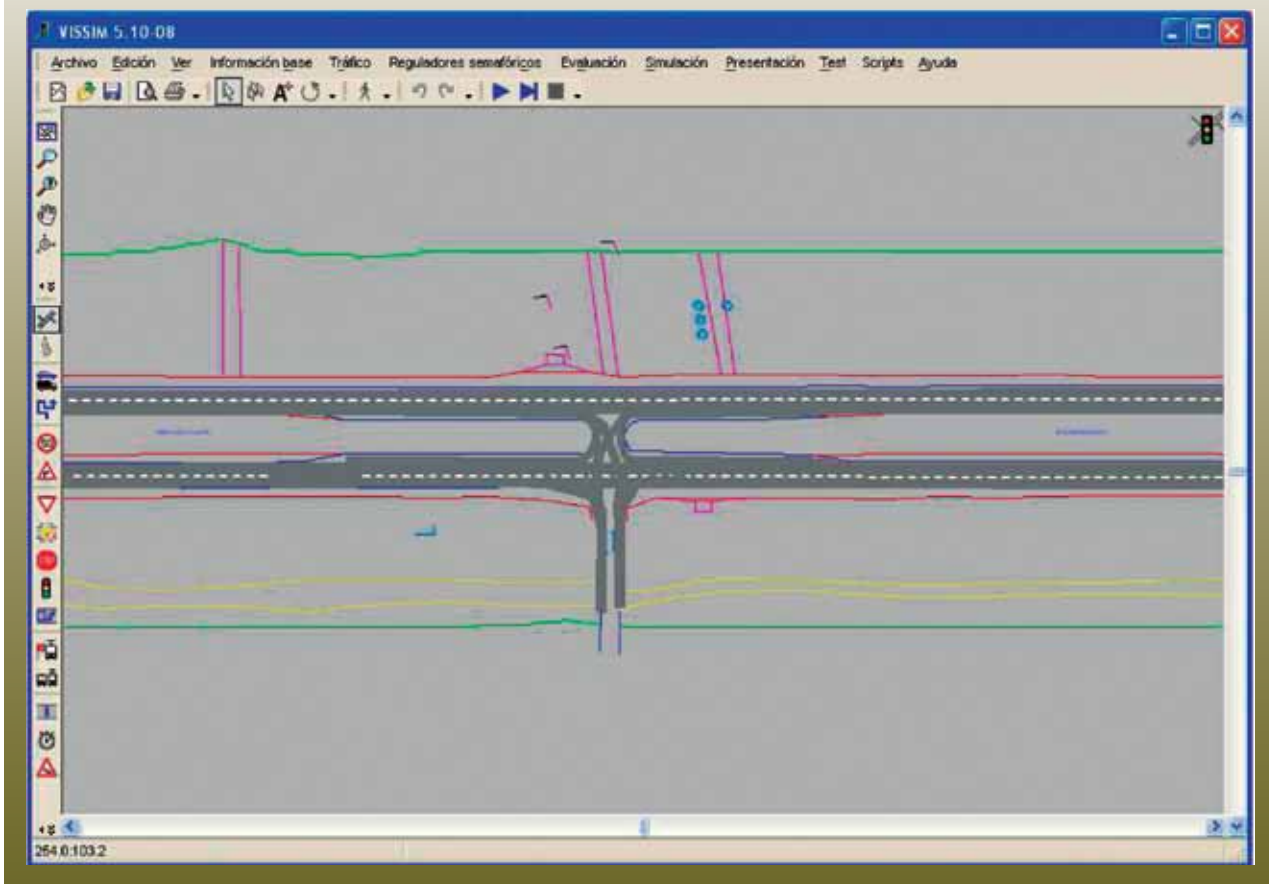 VISSIM 5.10-08
Archivo Edición Ver Información base Tráfico Reguladores semafóricos Evaluación Simulación Presentación Test Scripts Ayuda
254.0:103.2